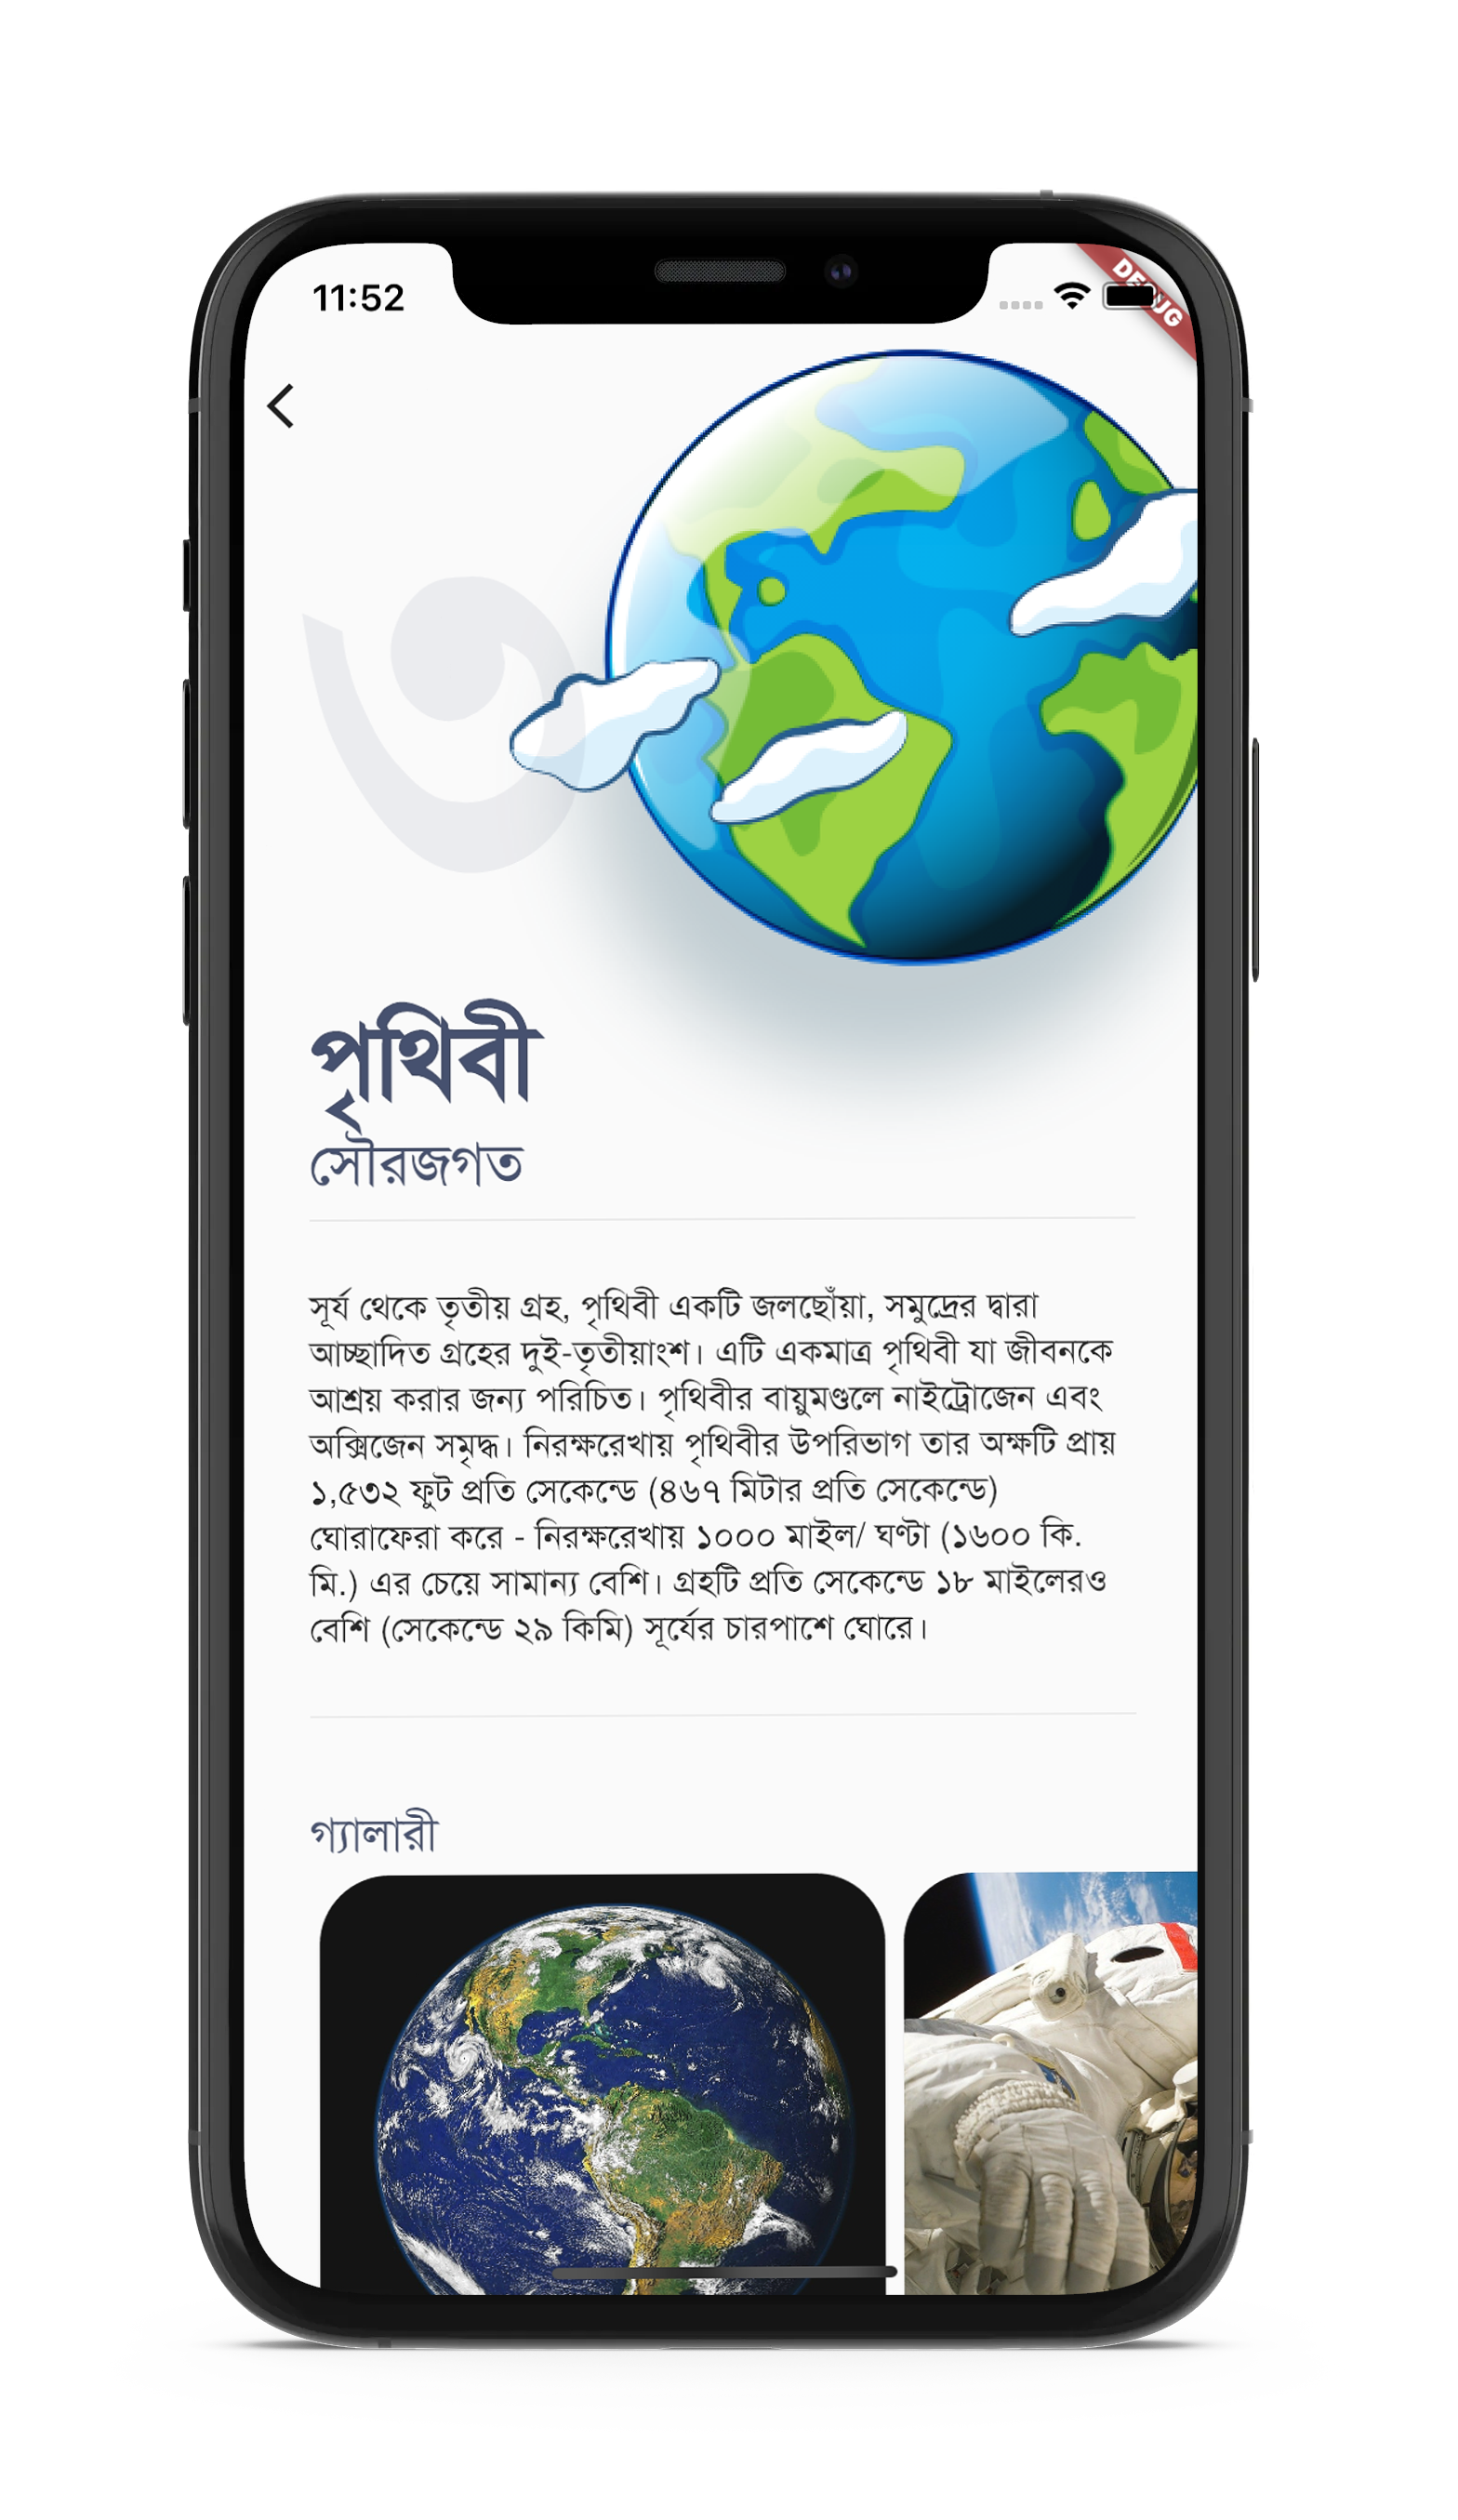 11:52
DEBUG
৩
পৃথিবী
সৌরজগত
সূর্য থেকে তৃতীয় গ্রহ, পৃথিবী একটি জলছোঁয়া, সমুদ্রের দ্বারা
আচ্ছাদিত গ্রহের দুই-তৃতীয়াংশ। এটি একমাত্র পৃথিবী যা জীবনকে
আশ্রয় করার জন্য পরিচিত। পৃথিবীর বায়ুমণ্ডলে নাইট্রোজেন এবং
অক্সিজেন সমৃদ্ধ। নিরক্ষরেখায় পৃথিবীর উপরিভাগ তার অক্ষটি প্রায়
১,৫৩২ ফুট প্রতি সেকেন্ডে (৪৬৭ মিটার প্রতি সেকেন্ডে)
ঘোরাফেরা করে - নিরক্ষরেখায় ১০০০ মাইল/ ঘণ্টা (১৬০০ কি.
মি.) এর চেয়ে সামান্য বেশি। গ্রহটি প্রতি সেকেন্ডে ১৮ মাইলেরও
বেশি (সেকেন্ডে ২৯ কিমি) সূর্যের চারপাশে ঘোরে।
গ্যালারী